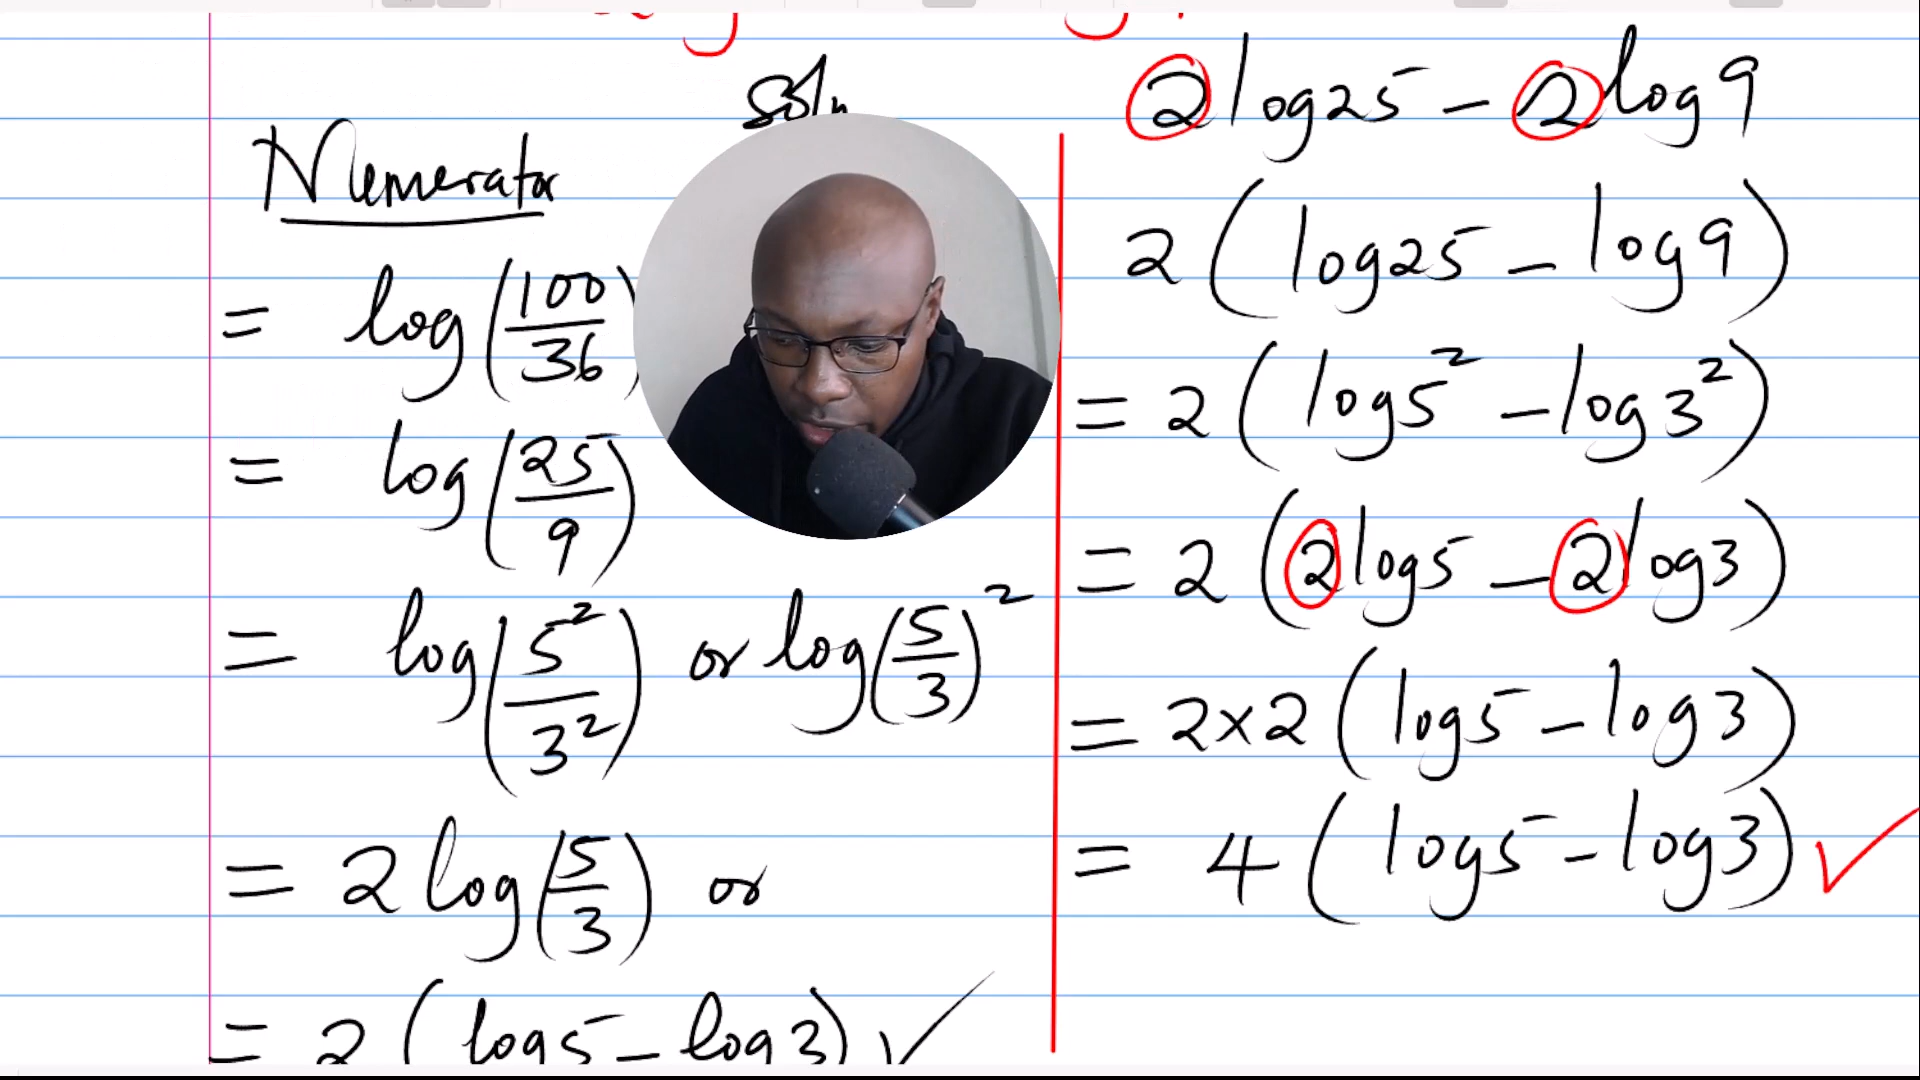 Soln
Numerator
= log(100/36)
= log(25/9)
= log(5²/3²) or log(5/3)²
= 2 log(5/3) or
= 2 (log5 – log3) ✓
2log25 – 2log9
2(log25 – log9)
= 2(log5² – log3²)
= 2(2log5 – 2log3)
= 2×2(log5 – log3)
= 4(log5 – log3) ✓